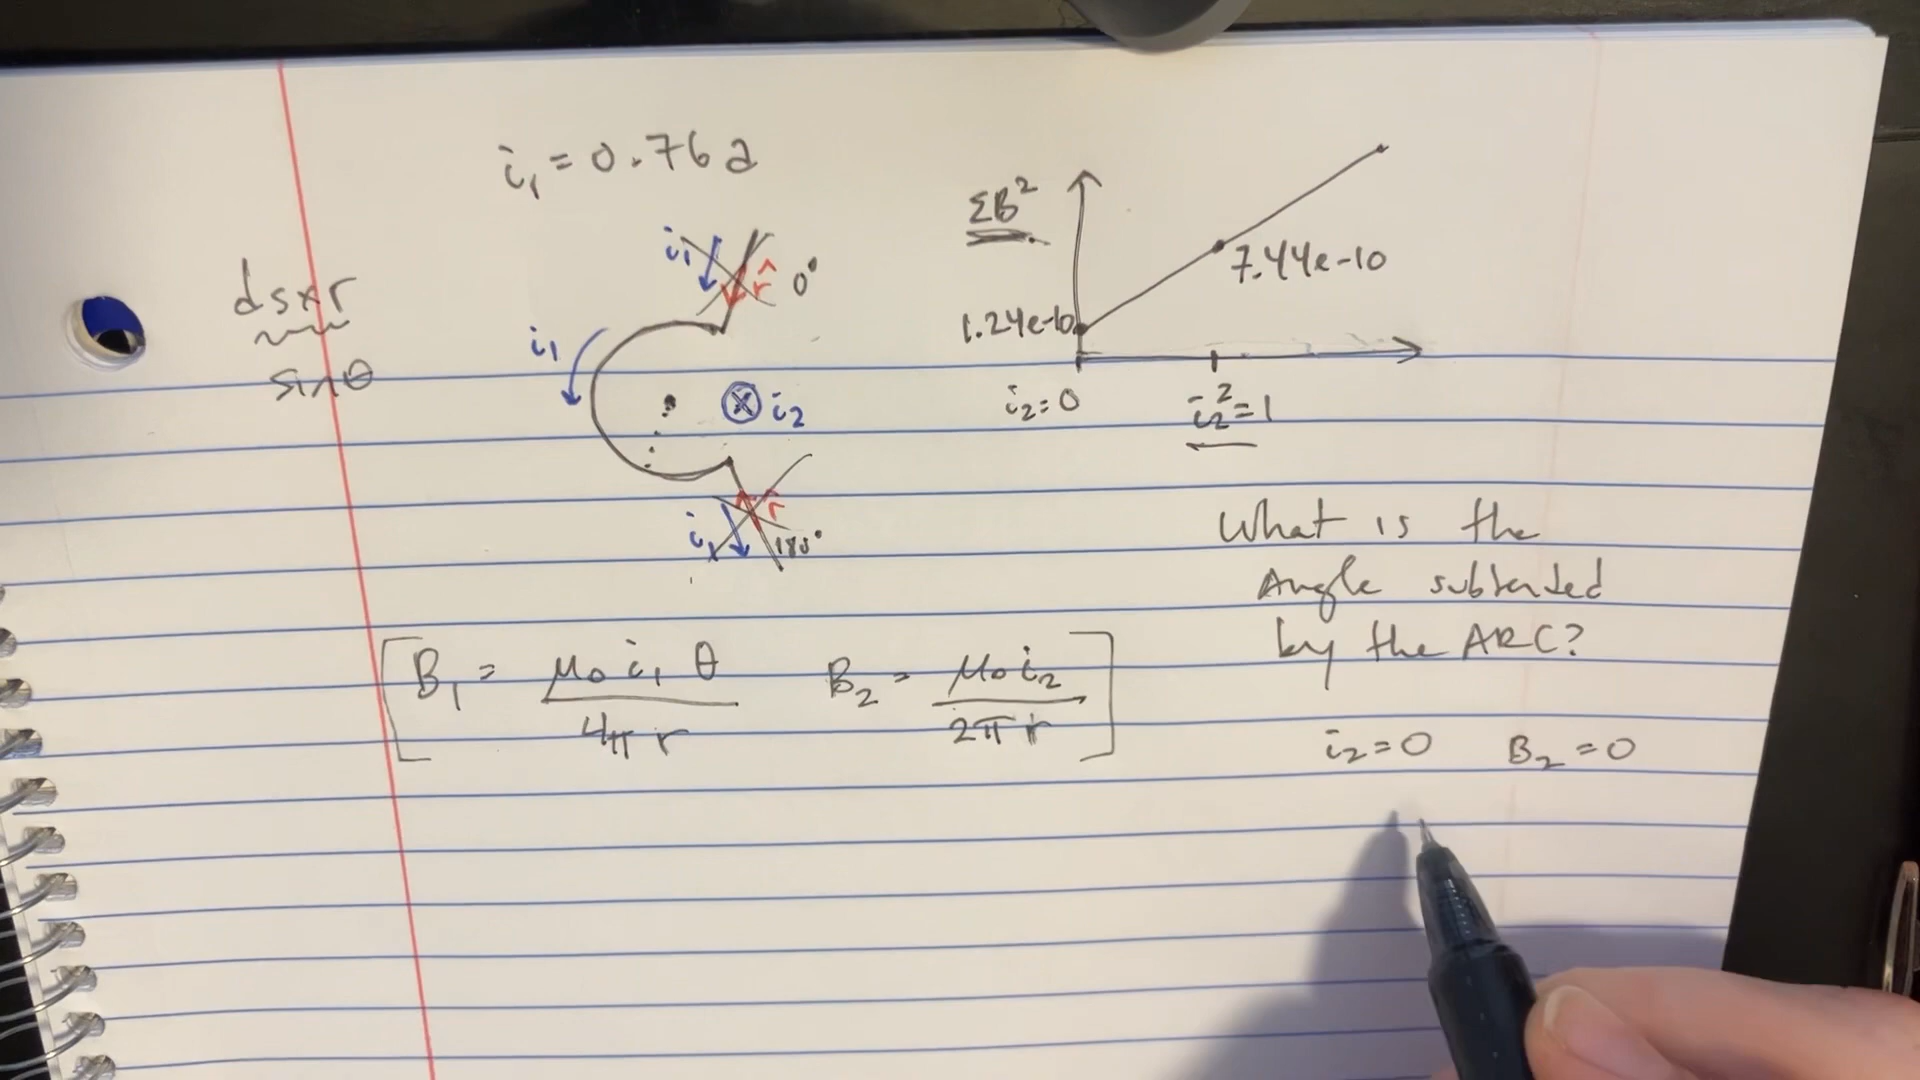 i₁ = 0.76a
ΣB²
7.44e-10
1.24e-10
i₂=0
i₂²=1
ds×r
sinθ
i₁
r̂
0°
i₁
i₂
i₁
r̂
180°
What is the
Angle subtended
by the ARC?
B₁ = μ₀ i₁ θ / 4π r
B₂ = μ₀ i₂ / 2π r
i₂=0 B₂=0